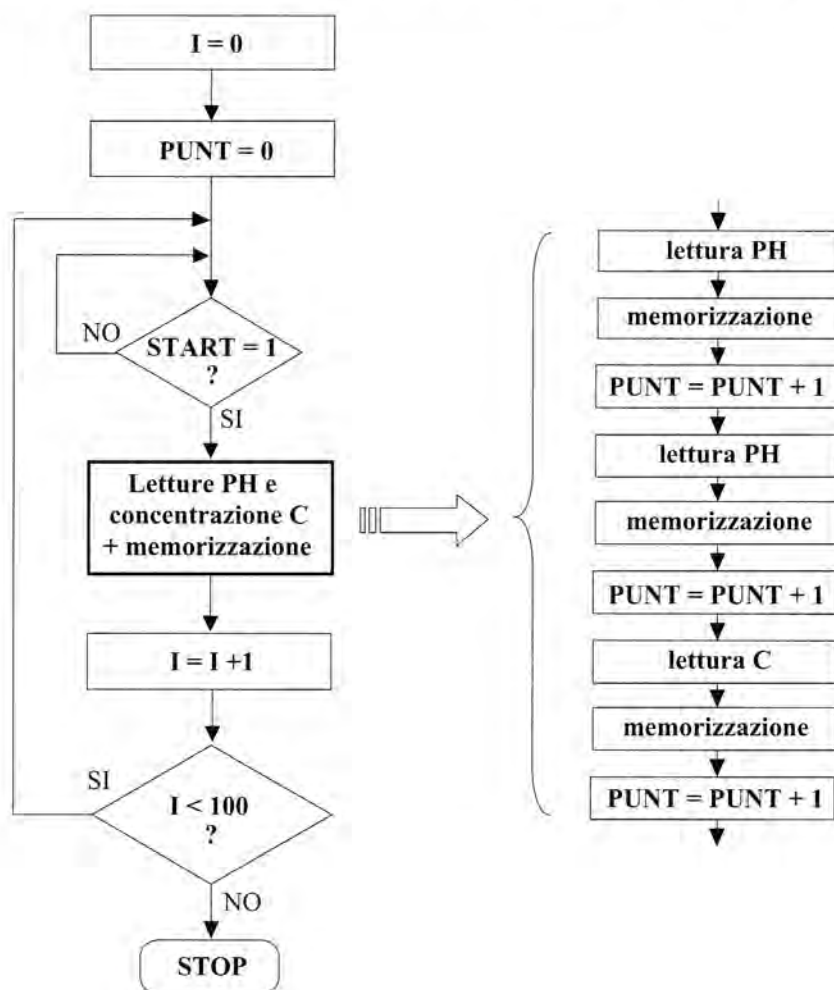 I = 0
PUNT = 0
NO
START = 1
?
SI
Letture PH e
concentrazione C
+ memorizzazione
I = I +1
SI
I < 100
?
NO
STOP
lettura PH
memorizzazione
PUNT = PUNT + 1
lettura PH
memorizzazione
PUNT = PUNT + 1
lettura C
memorizzazione
PUNT = PUNT + 1